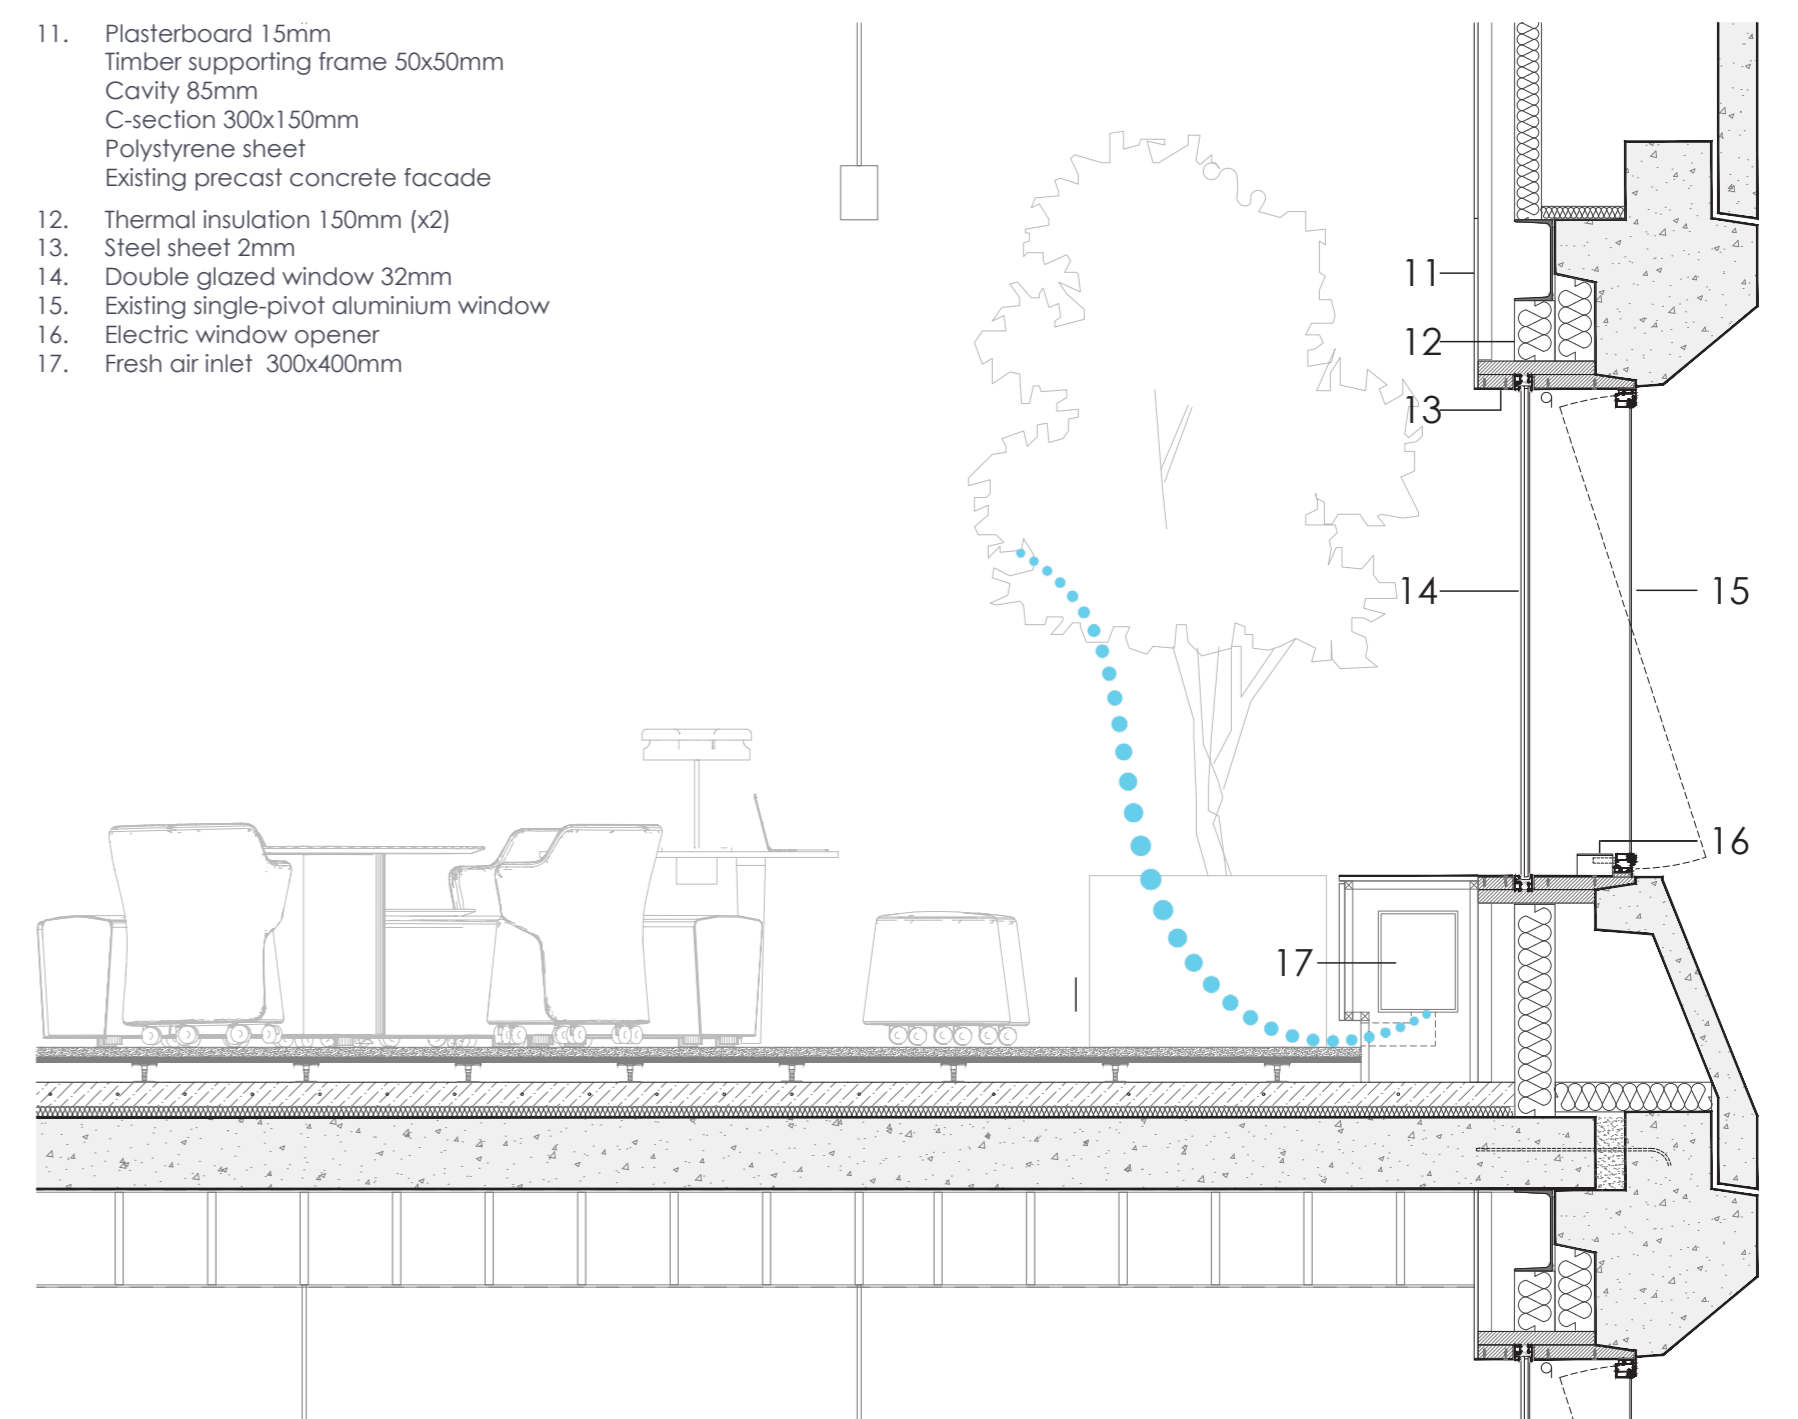 11. Plasterboard 15mm
Timber supporting frame 50x50mm
Cavity 85mm
C-section 300x150mm
Polystyrene sheet
Existing precast concrete facade
12. Thermal insulation 150mm (x2)
13. Steel sheet 2mm
14. Double glazed window 32mm
15. Existing single-pivot aluminium window
16. Electric window opener
17. Fresh air inlet 300x400mm
11
12
13
14
15
16
17